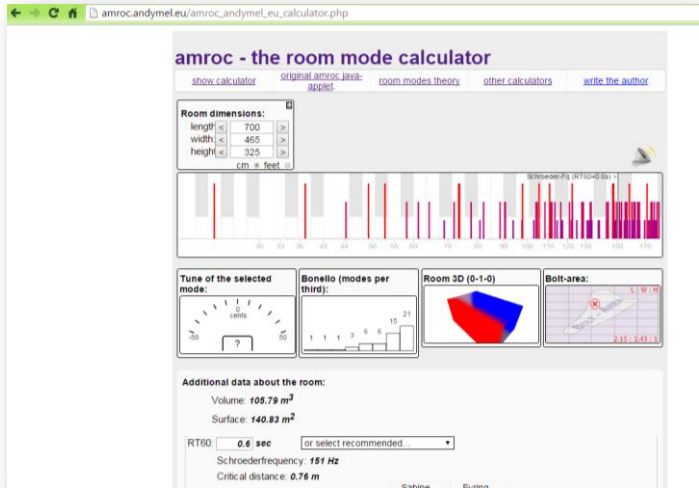 amroc.andymel.eu/amroc_andymel_eu_calculator.php
amroc - the room mode calculator
show calculator
original amroc java-
applet
room modes theory
other calculators
write the author
Room dimensions:
length < 700 >
width: < 465 >
height < 325 >
cm feet
Schroeder-Fq (RT60=0.6s) >
30 33 36 40 44 50 55 60 70 80 90 100 110 120 130 150 170
Tune of the selected
mode:
0
cents
-50 50
?
Bonello (modes per
third):
1 1 1 3 6 6 15 21
Room 3D (0-1-0)
Bolt-area:
L : W : H
Bolt - Area
2.15 : 1.43 : 1
Additional data about the room:
Volume: 105.79 m3
Surface: 140.83 m2
RT60: 0.6 sec or select recommended...
Schroederfrequency: 151 Hz
Critical distance: 0.76 m
Sabine Eyring